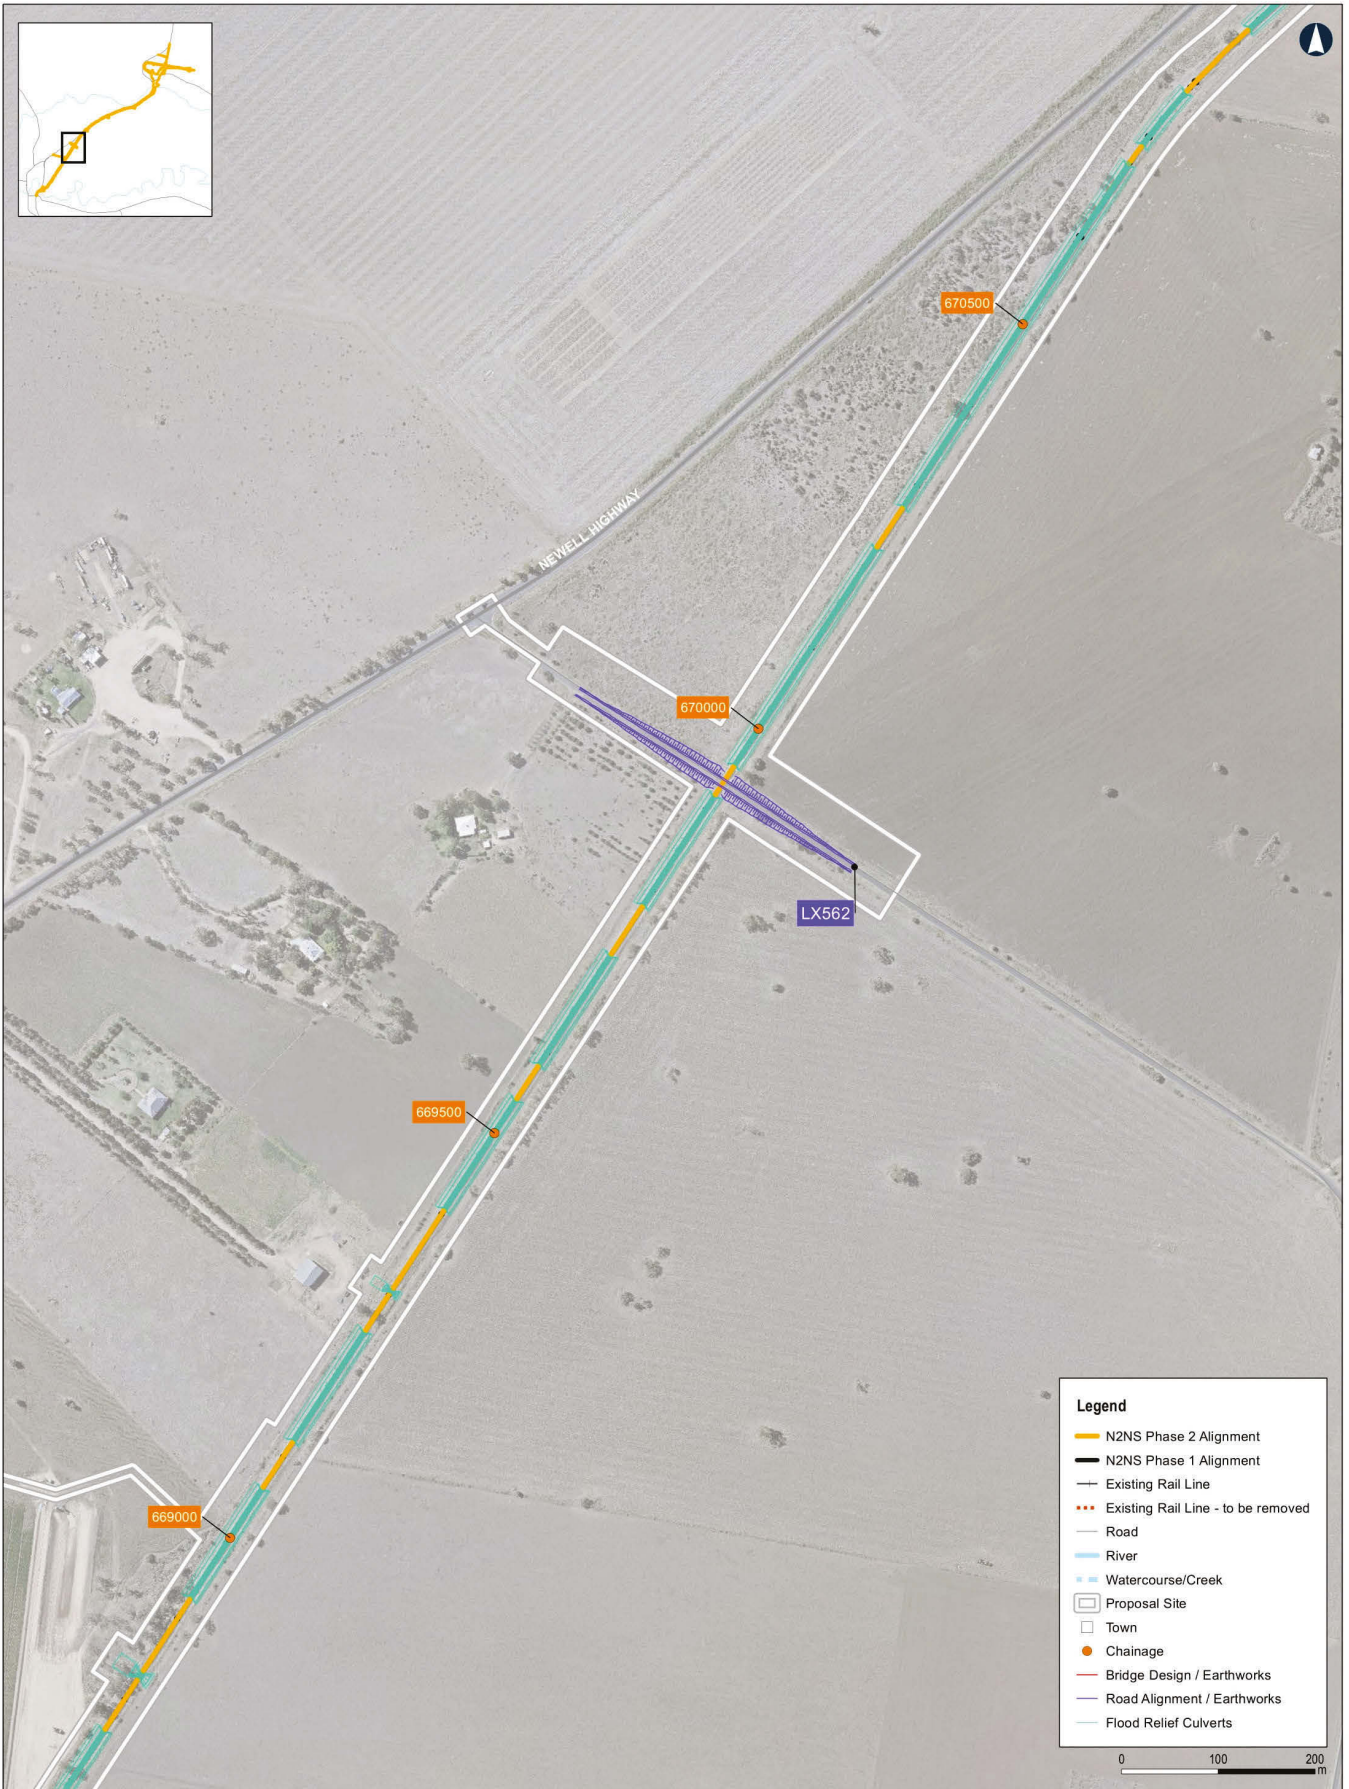 670500
NEWELL HIGHWAY
670000
LX562
669500
669000
Legend
N2NS Phase 2 Alignment
N2NS Phase 1 Alignment
Existing Rail Line
Existing Rail Line - to be removed
Road
River
Watercourse/Creek
Proposal Site
Town
Chainage
Bridge Design / Earthworks
Road Alignment / Earthworks
Flood Relief Culverts
0 100 200
m